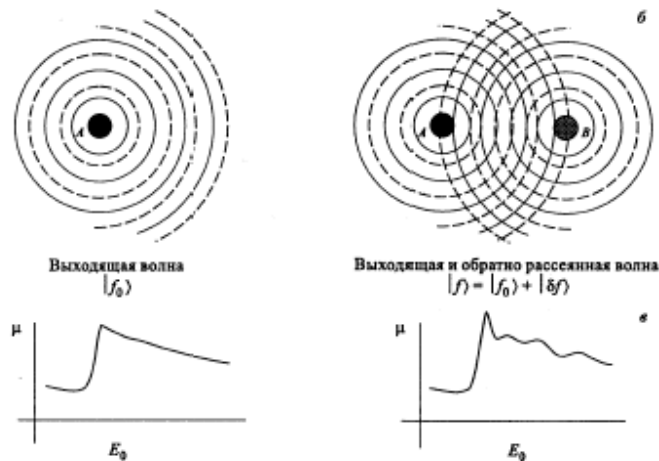 б
A
A
B
Выходящая волна
|f₀⟩
Выходящая и обратно рассеянная волна
|f⟩ = |f₀⟩ + |δf⟩
в
μ
E₀
μ
E₀